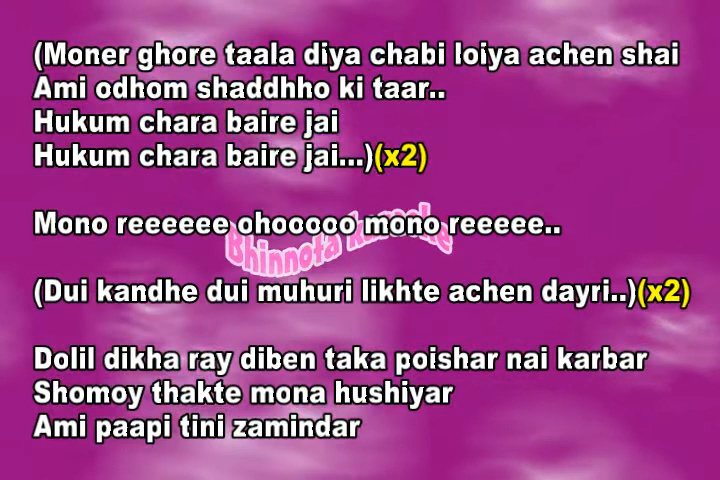 (Moner ghore taala diya chabi loiya achen shai
Ami odhom shaddhho ki taar..
Hukum chara baire jai
Hukum chara baire jai...)(x2)
Mono reeeeee ohooooo mono reeeee..
Bhinnota karaoke
(Dui kandhe dui muhuri likhte achen dayri..)(x2)
Dolil dikha ray diben taka poishar nai karbar
Shomoy thakte mona hushiyar
Ami paapi tini zamindar